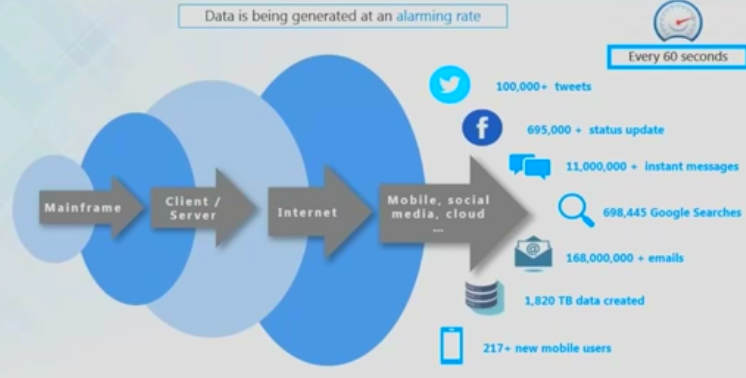 Data is being generated at an alarming rate
Every 60 seconds
Mainframe
Client /
Server
Internet
Mobile, social
media, cloud
...
100,000+ tweets
695,000 + status update
11,000,000 + instant messages
698,445 Google Searches
168,000,000 + emails
1,820 TB data created
217+ new mobile users